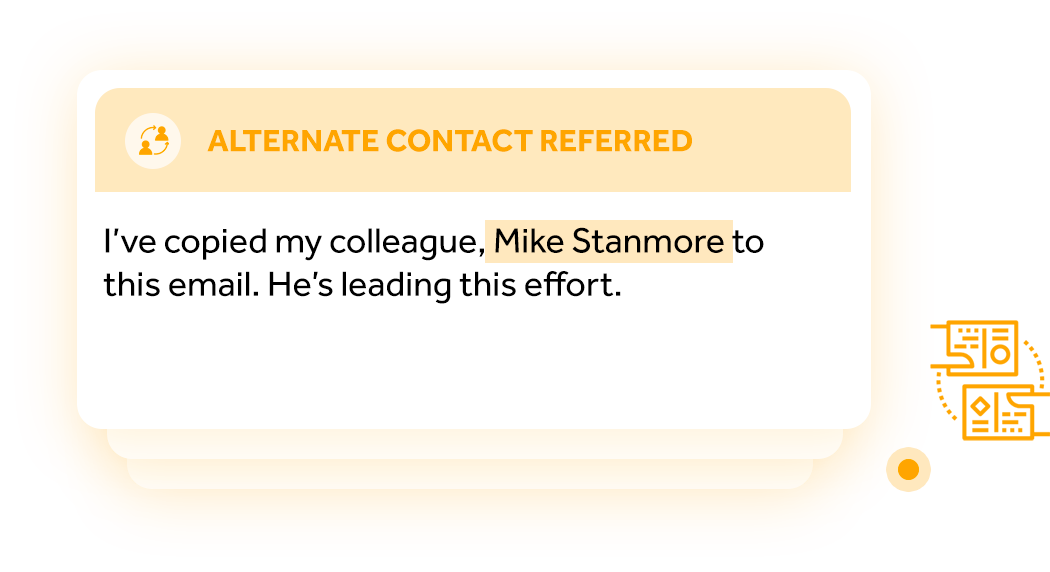 ALTERNATE CONTACT REFERRED
I’ve copied my colleague, Mike Stanmore to
this email. He’s leading this effort.